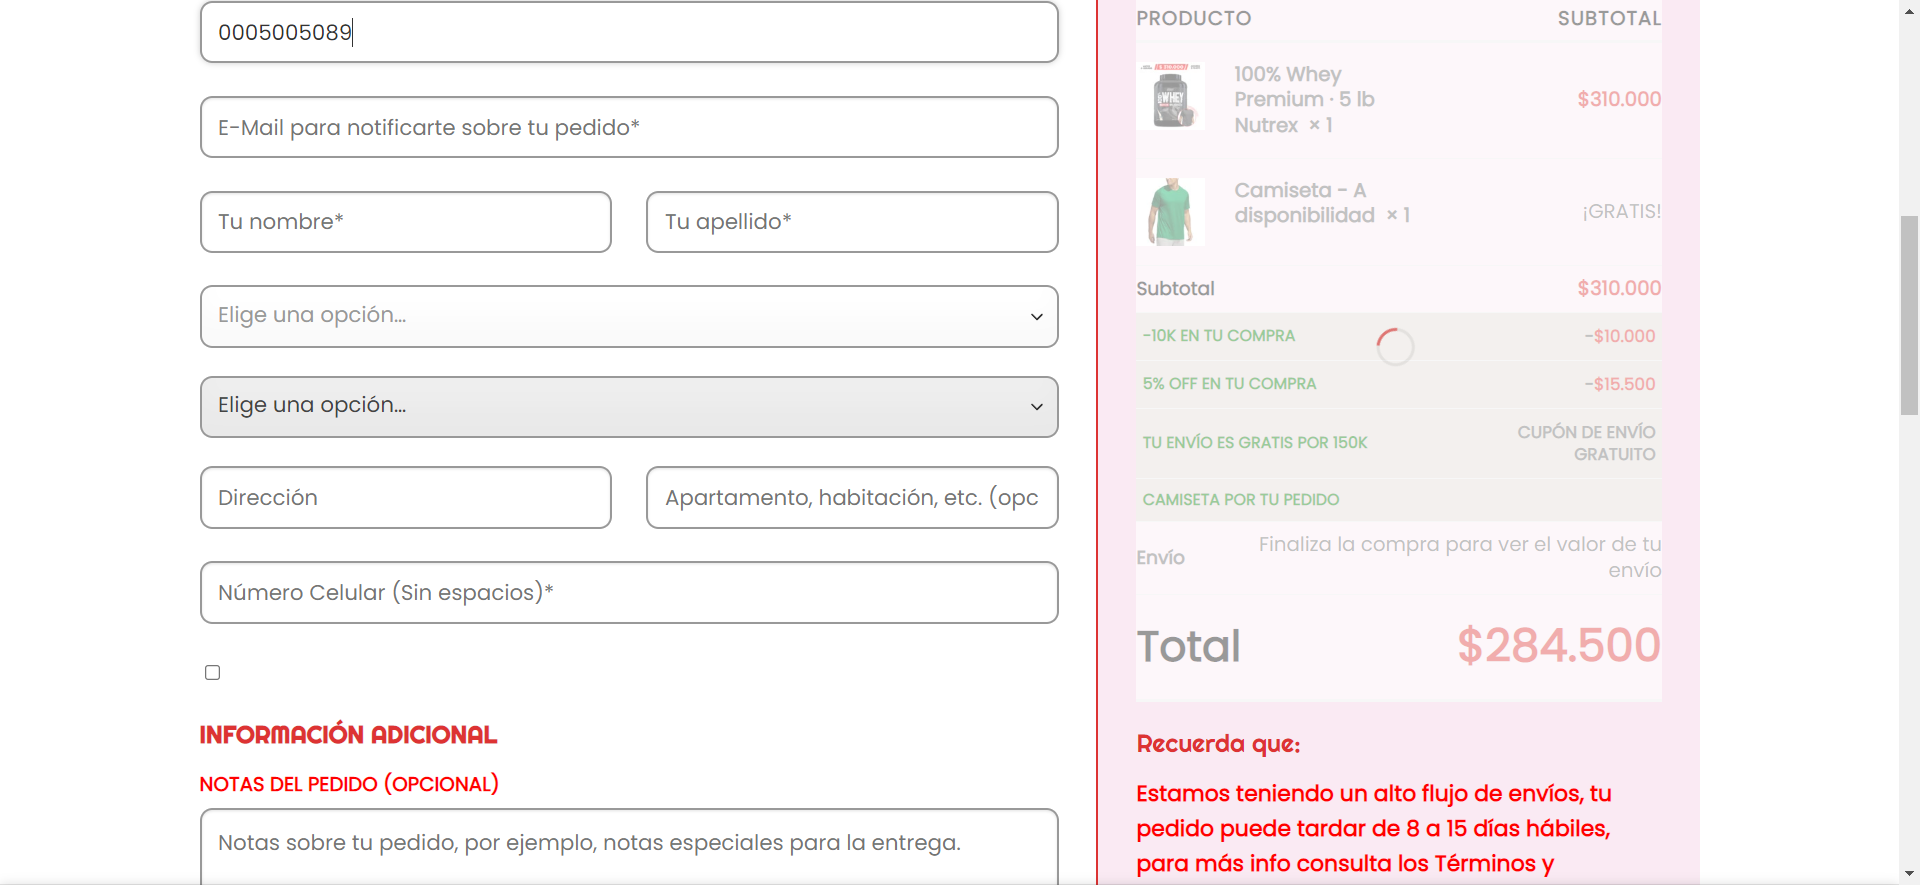 0005005089
E-Mail para notificarte sobre tu pedido*
Tu nombre*
Tu apellido*
Elige una opción...
Elige una opción...
Dirección
Apartamento, habitación, etc. (opc
Número Celular (Sin espacios)*
INFORMACIÓN ADICIONAL
NOTAS DEL PEDIDO (OPCIONAL)
Notas sobre tu pedido, por ejemplo, notas especiales para la entrega.
PRODUCTO SUBTOTAL
WHEY
100% Whey
Premium · 5 lb
Nutrex × 1
$310.000
Camiseta - A
disponibilidad × 1
¡GRATIS!
Subtotal $310.000
-10K EN TU COMPRA -$10.000
5% OFF EN TU COMPRA -$15.500
TU ENVÍO ES GRATIS POR 150K
CUPÓN DE ENVÍO
GRATUITO
CAMISETA POR TU PEDIDO
Envío
Finaliza la compra para ver el valor de tu
envío
Total $284.500
Recuerda que:
Estamos teniendo un alto flujo de envíos, tu
pedido puede tardar de 8 a 15 días hábiles,
para más info consulta los Términos y